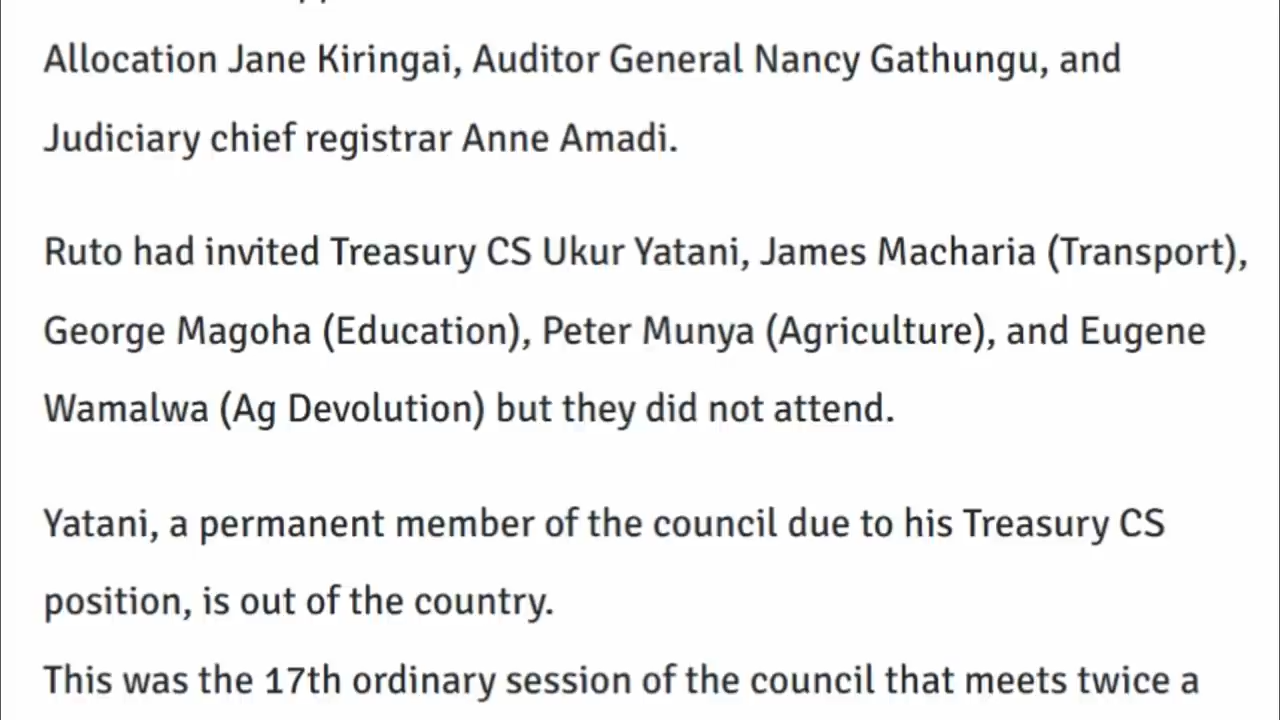 Allocation Jane Kiringai, Auditor General Nancy Gathungu, and
Judiciary chief registrar Anne Amadi.
Ruto had invited Treasury CS Ukur Yatani, James Macharia (Transport),
George Magoha (Education), Peter Munya (Agriculture), and Eugene
Wamalwa (Ag Devolution) but they did not attend.
Yatani, a permanent member of the council due to his Treasury CS
position, is out of the country.
This was the 17th ordinary session of the council that meets twice a